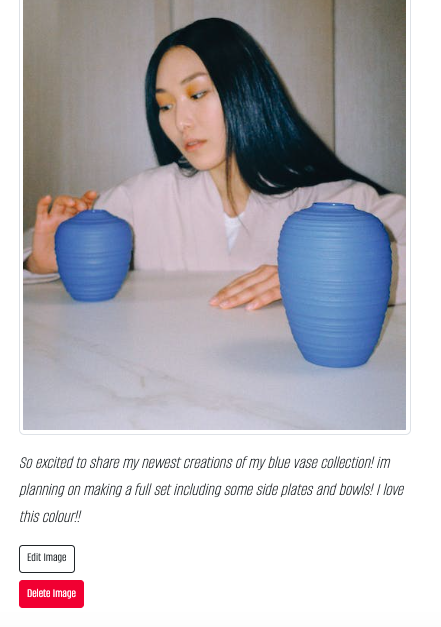 So excited to share my newest creations of my blue vase collection! im
planning on making a full set including some side plates and bowls! I love
this colour!!
Edit Image
Delete Image